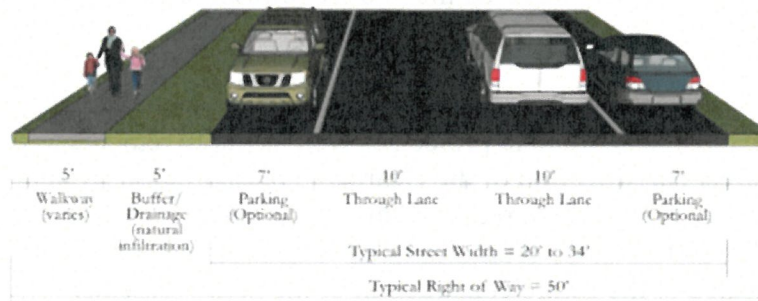 5' 5' 7' 10' 10' 7'
Walkway Buffer/ Parking Through Lane Through Lane Parking
(varies) Drainage (Optional) (Optional)
(natural
infiltration)
Typical Street Width = 20' to 34'
Typical Right of Way = 50'